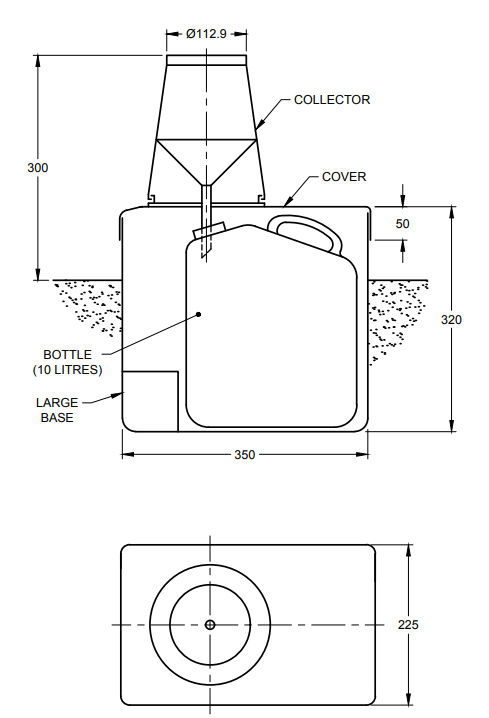 Ø112.9
COLLECTOR
300
COVER
50
320
BOTTLE
(10 LITRES)
LARGE
BASE
350
225